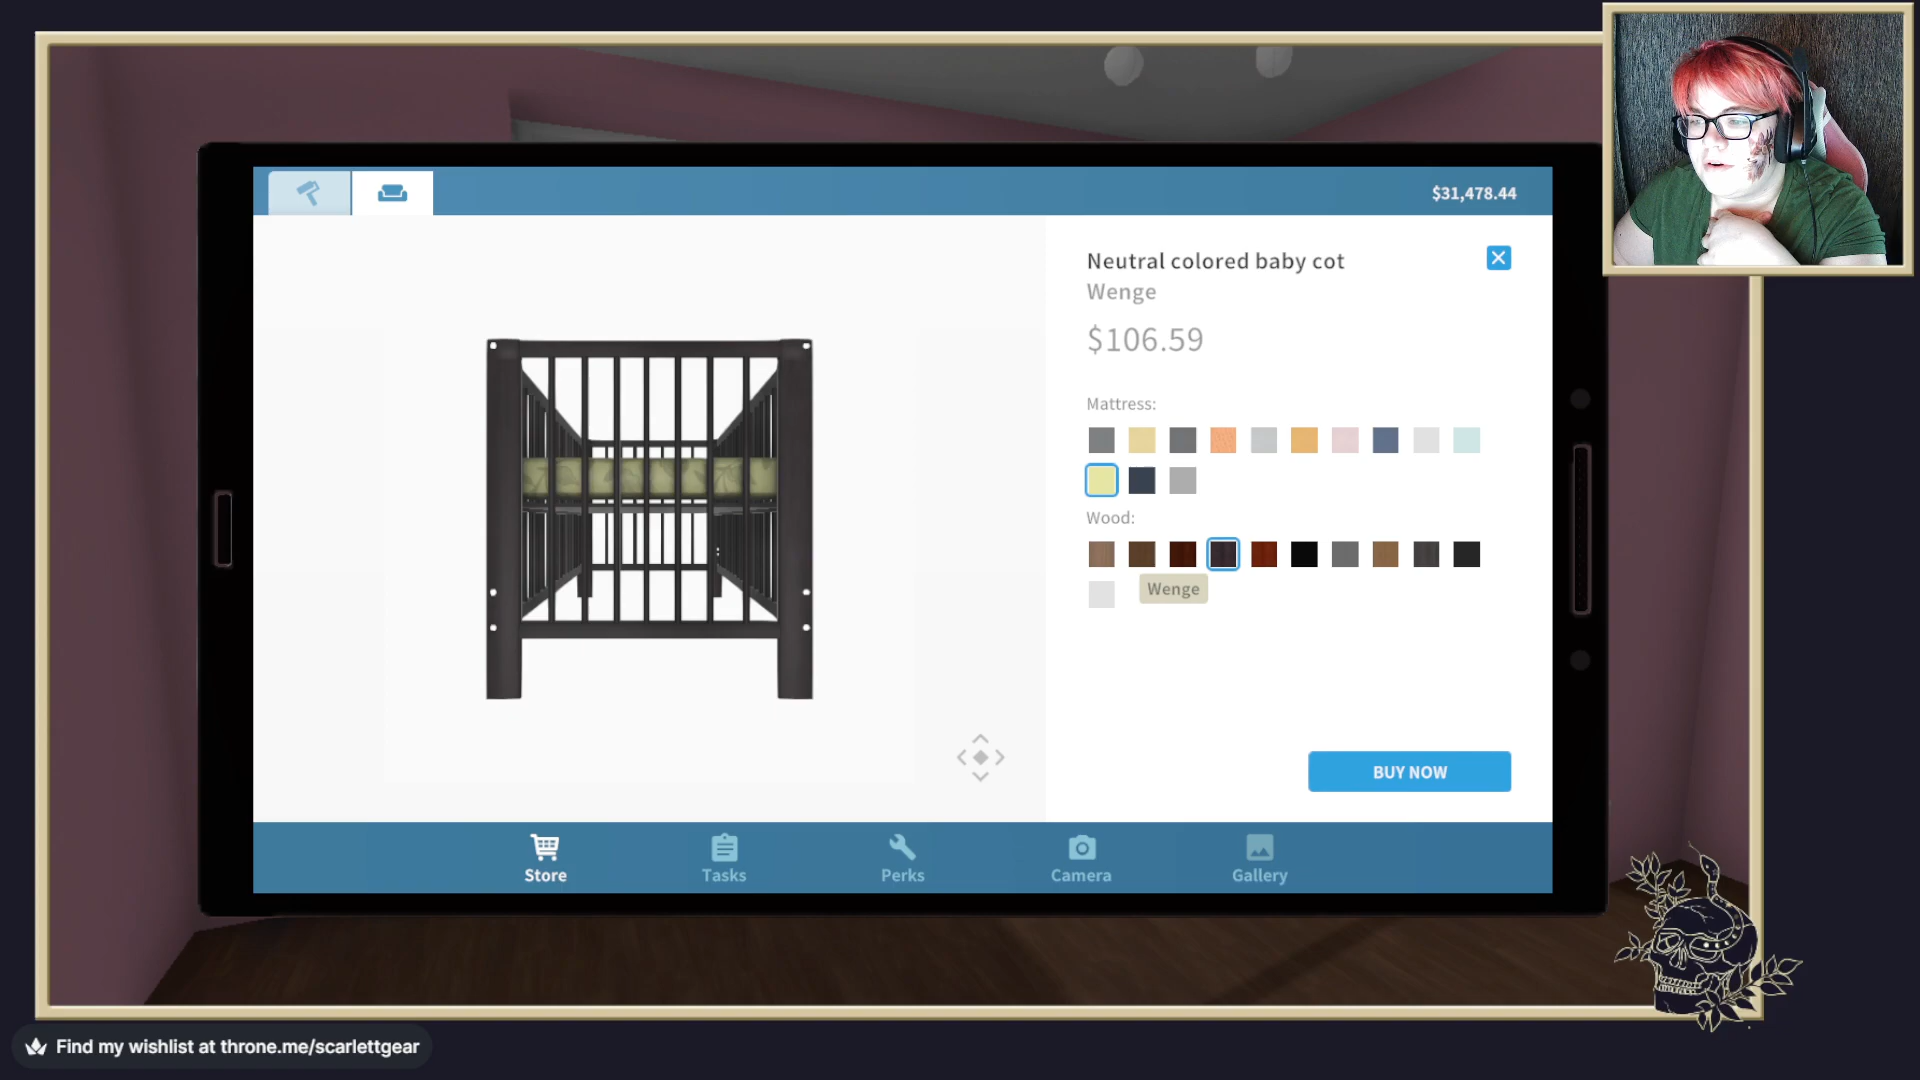 $31,478.44
Neutral colored baby cot
Wenge
$106.59
Mattress:
Wood:
Wenge
BUY NOW
Store
Tasks
Perks
Camera
Gallery
Find my wishlist at throne.me/scarlettgear